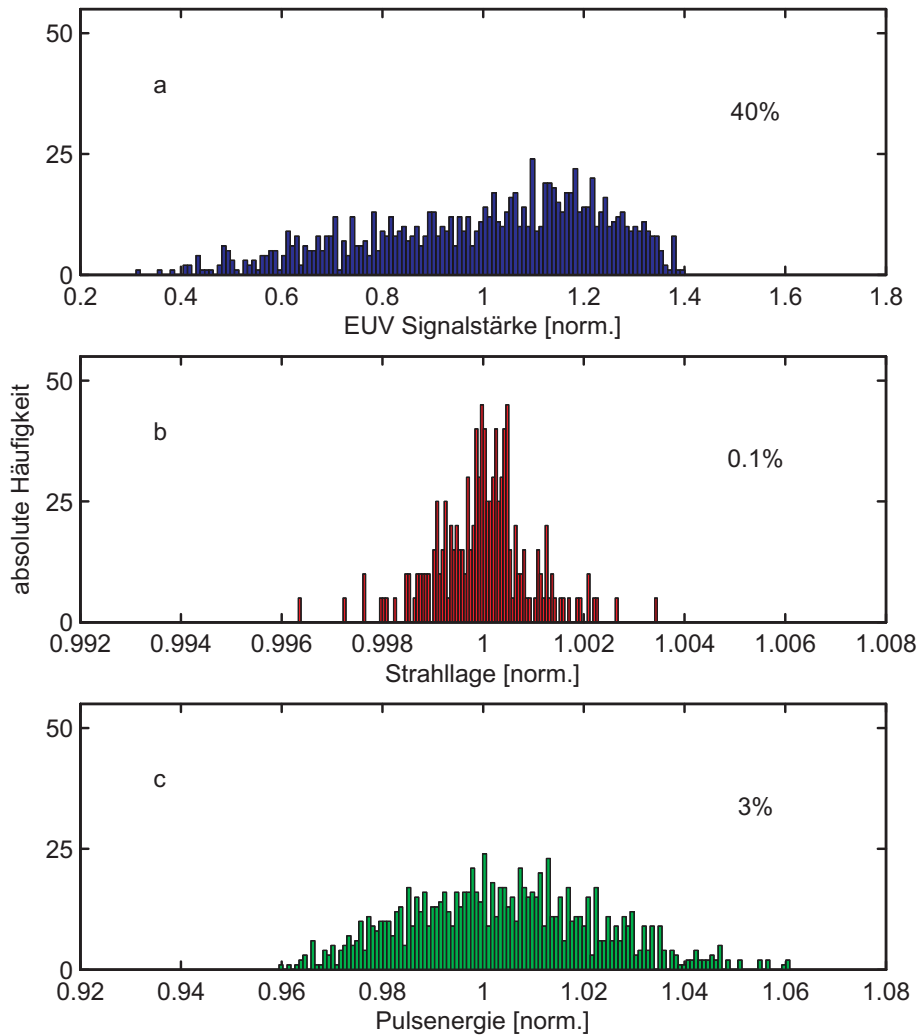 50
a
40%
25
0
0.2 0.4 0.6 0.8 1 1.2 1.4 1.6 1.8
EUV Signalstärke [norm.]
absolute Häufigkeit
50
b
0.1%
25
0
0.992 0.994 0.996 0.998 1 1.002 1.004 1.006 1.008
Strahllage [norm.]
50
c
3%
25
0
0.92 0.94 0.96 0.98 1 1.02 1.04 1.06 1.08
Pulsenergie [norm.]